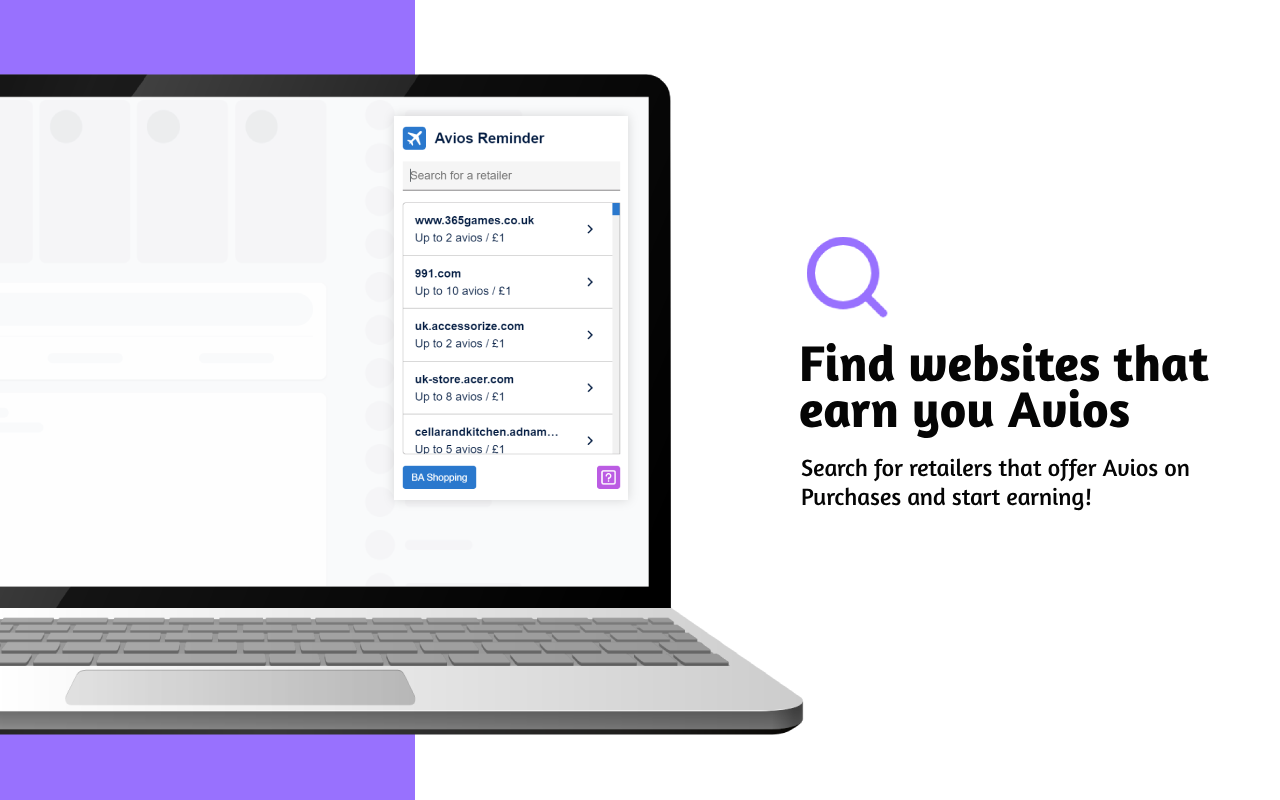 Avios Reminder
Search for a retailer
www.365games.co.uk
Up to 2 avios / £1
991.com
Up to 10 avios / £1
uk.accessorize.com
Up to 2 avios / £1
uk-store.acer.com
Up to 8 avios / £1
cellarandkitchen.adnam...
Up to 5 avios / £1
BA Shopping
Find websites that
earn you Avios
Search for retailers that offer Avios on
Purchases and start earning!